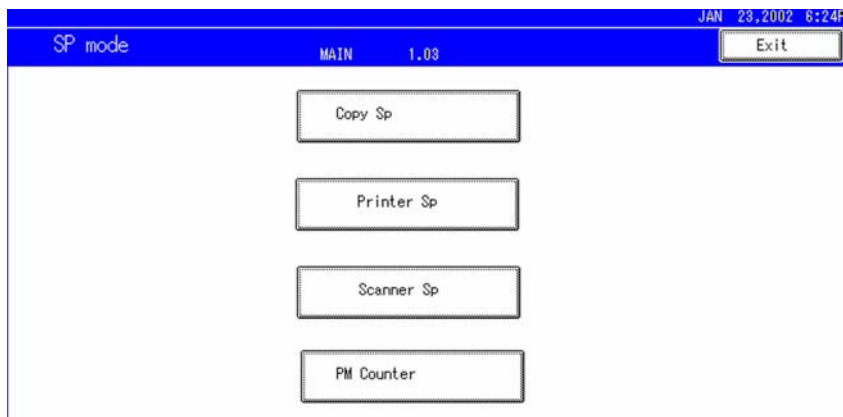 JAN 23,2002 6:24
SP mode
MAIN 1.03
Exit
Copy Sp
Printer Sp
Scanner Sp
PM Counter